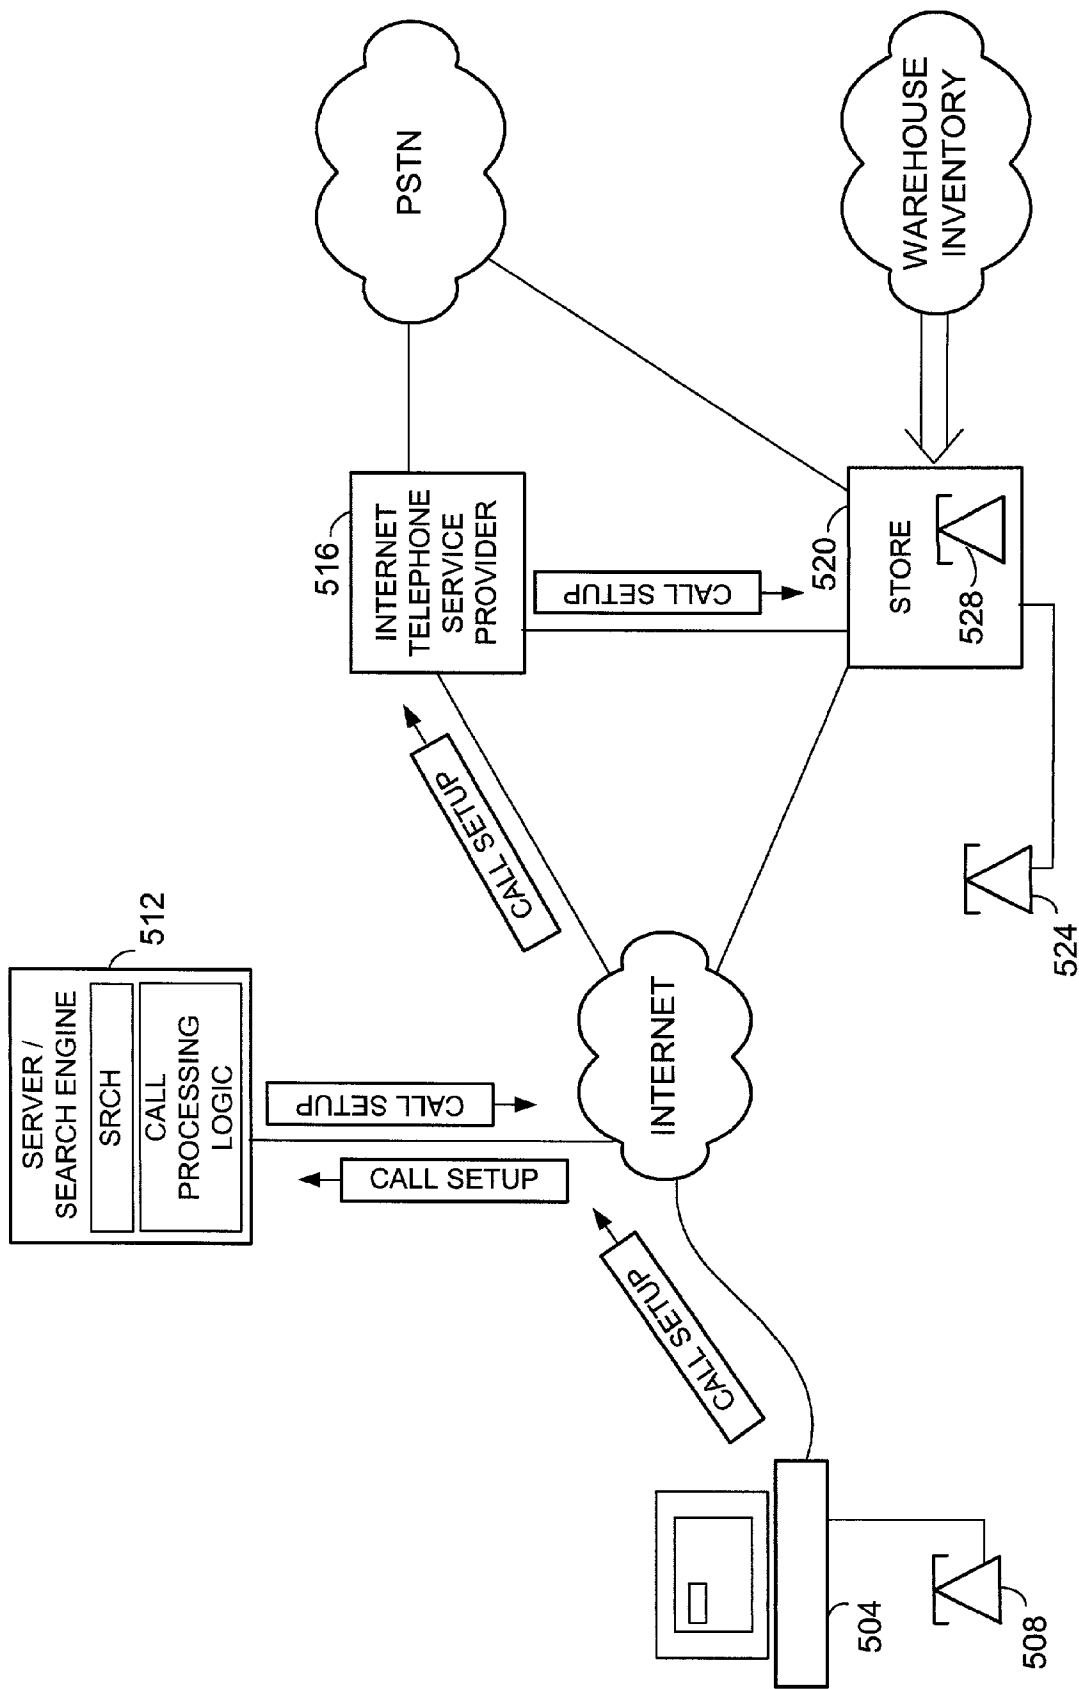 SERVER /
SEARCH ENGINE
SRCH
CALL
PROCESSING
LOGIC
512
CALL SETUP
CALL SETUP
CALL SETUP
504
508
INTERNET
CALL SETUP
516
INTERNET
TELEPHONE
SERVICE
PROVIDER
CALL SETUP
520
STORE
528
524
PSTN
WAREHOUSE
INVENTORY